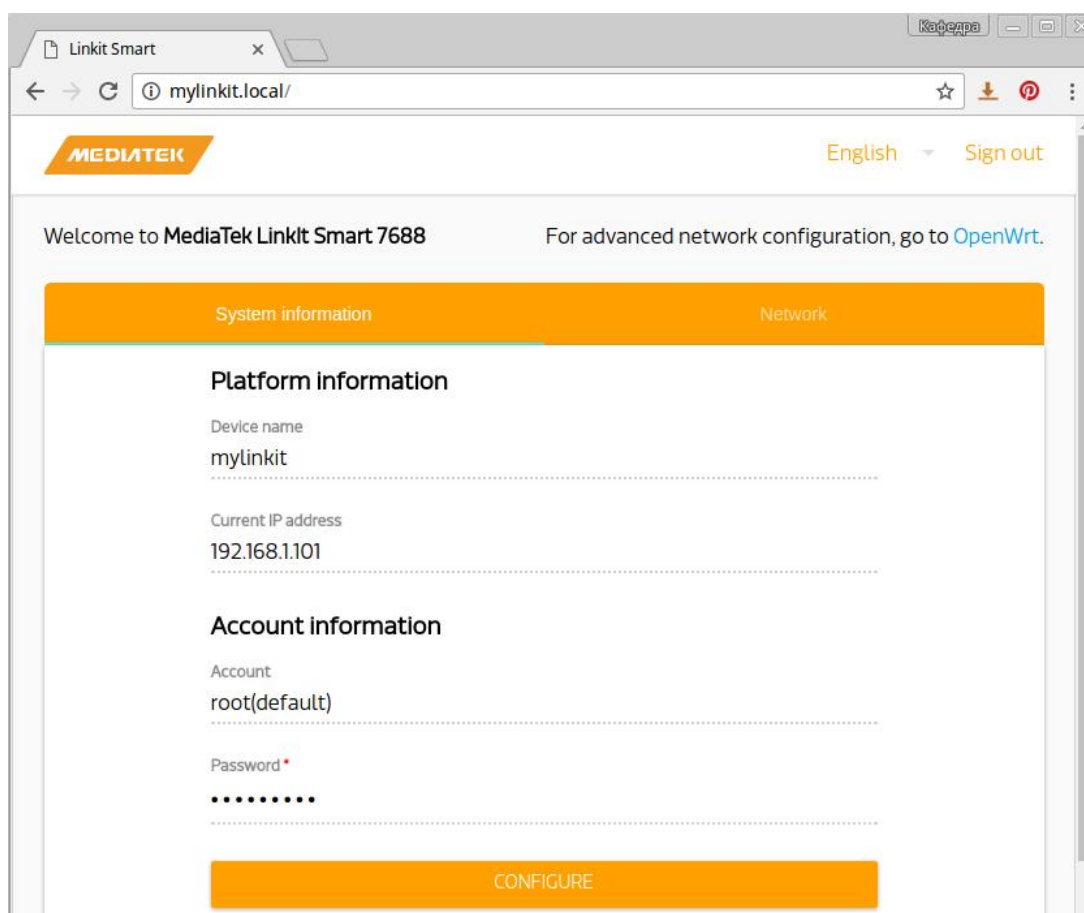 Кафедра
Linkit Smart
mylinkit.local/
MEDIATEK
English Sign out
Welcome to MediaTek LinkIt Smart 7688 For advanced network configuration, go to OpenWrt.
System information Network
Platform information
Device name
mylinkit
Current IP address
192.168.1.101
Account information
Account
root(default)
Password *
•••••••••
CONFIGURE